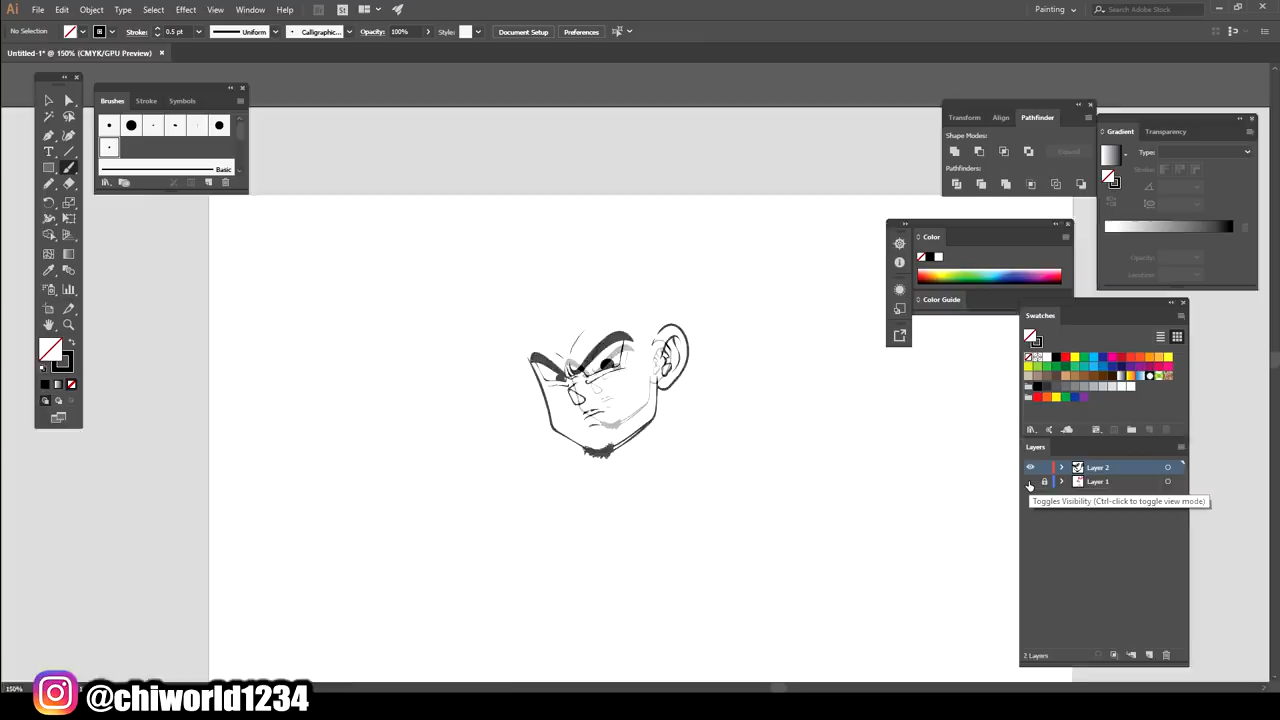 Ai File Edit Object Type Select Effect View Window Help Br St Search Adobe Stock Painting
No Selection Stroke: 0.5 pt Uniform Calligraphic... Opacity: 100% Style: Document Setup Preferences
Untitled-1* @ 150% (CMYK/GPU Preview)
Brushes Stroke Symbols
Basic
Transform Align Pathfinder
Shape Modes:
Expand
Pathfinders:
Gradient Transparency
Type:
Stroke:
Opacity:
Location:
Color
Color Guide
Swatches
Layers
Layer 2
Layer 1
Toggles Visibility (Ctrl-click to toggle view mode)
2 Layers
150%
@chiworld1234